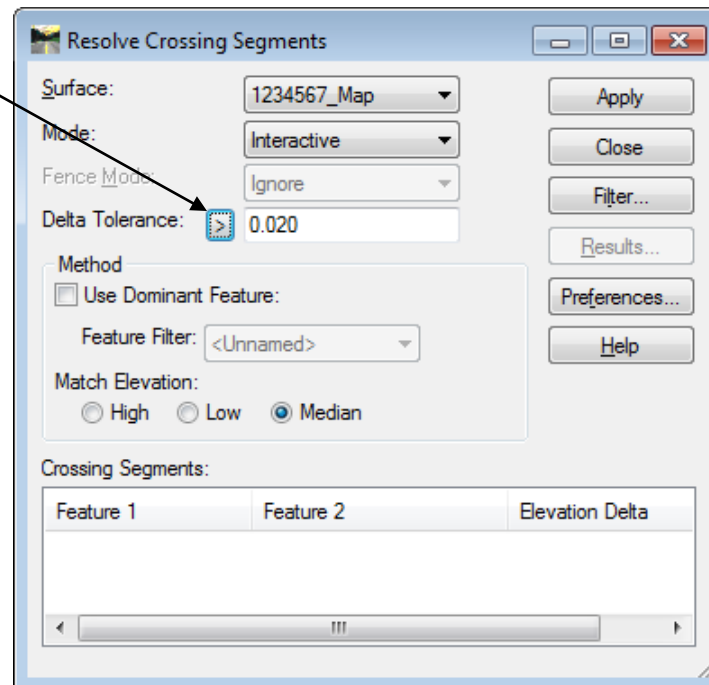 Resolve Crossing Segments
Surface: 1234567_Map Apply
Mode: Interactive Close
Fence Mode: Ignore Filter...
Delta Tolerance: > 0.020 Results...
Method
Use Dominant Feature: Preferences...
Feature Filter: <Unnamed> Help
Match Elevation:
High Low Median
Crossing Segments:
Feature 1 Feature 2 Elevation Delta